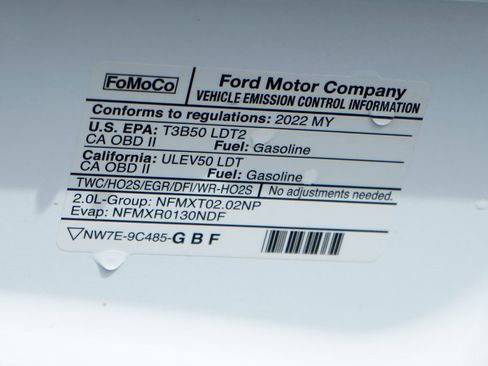 FoMoCo
Ford Motor Company
VEHICLE EMISSION CONTROL INFORMATION
Conforms to regulations: 2022 MY
U.S. EPA: T3B50 LDT2
CA OBD II Fuel: Gasoline
California: ULEV50 LDT
CA OBD II Fuel: Gasoline
TWC/HO2S/EGR/DFI/WR-HO2S No adjustments needed.
2.0L-Group: NFMXT02.02NP
Evap: NFMXR0130NDF
NW7E-9C485-GBF